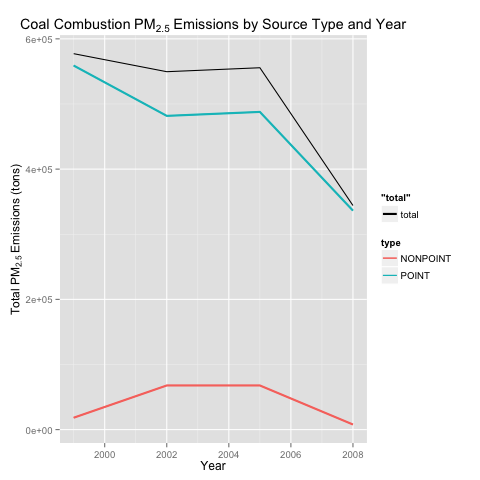 Coal Combustion PM2.5 Emissions by Source Type and Year
6e+05
4e+05
2e+05
0e+00
Total PM2.5 Emissions (tons)
2000 2002 2004 2006 2008
Year
"total"
total
type
NONPOINT
POINT